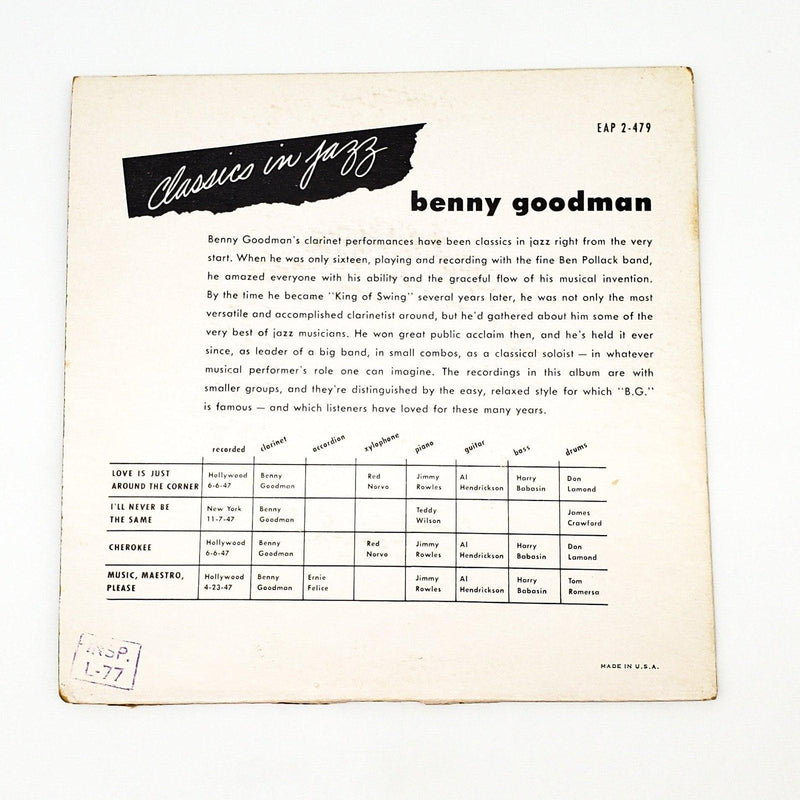 EAP 2-479
Classics in jazz
benny goodman
Benny Goodman's clarinet performances have been classics in jazz right from the very
start. When he was only sixteen, playing and recording with the fine Ben Pollack band,
he amazed everyone with his ability and the graceful flow of his musical invention.
By the time he became "King of Swing" several years later, he was not only the most
versatile and accomplished clarinetist around, but he'd gathered about him some of the
very best of jazz musicians. He won great public acclaim then, and he's held it ever
since, as leader of a big band, in small combos, as a classical soloist — in whatever
musical performer's role one can imagine. The recordings in this album are with
smaller groups, and they're distinguished by the easy, relaxed style for which "B.G."
is famous — and which listeners have loved for these many years.
recorded clarinet accordion xylophone piano guitar bass drums
LOVE IS JUST Hollywood Benny Red Jimmy Al Harry Don
AROUND THE CORNER 6-6-47 Goodman Norvo Rowles Hendrickson Babasin Lamond
I'LL NEVER BE New York Benny Teddy James
THE SAME 11-7-47 Goodman Wilson Crawford
CHEROKEE Hollywood Benny Red Jimmy Al Harry Don
6-6-47 Goodman Norvo Rowles Hendrickson Babasin Lamond
MUSIC, MAESTRO, Hollywood Benny Ernie Jimmy Al Harry Tom
PLEASE 4-23-47 Goodman Felice Rowles Hendrickson Babasin Romersa
INSP.
L-77
MADE IN U.S.A.